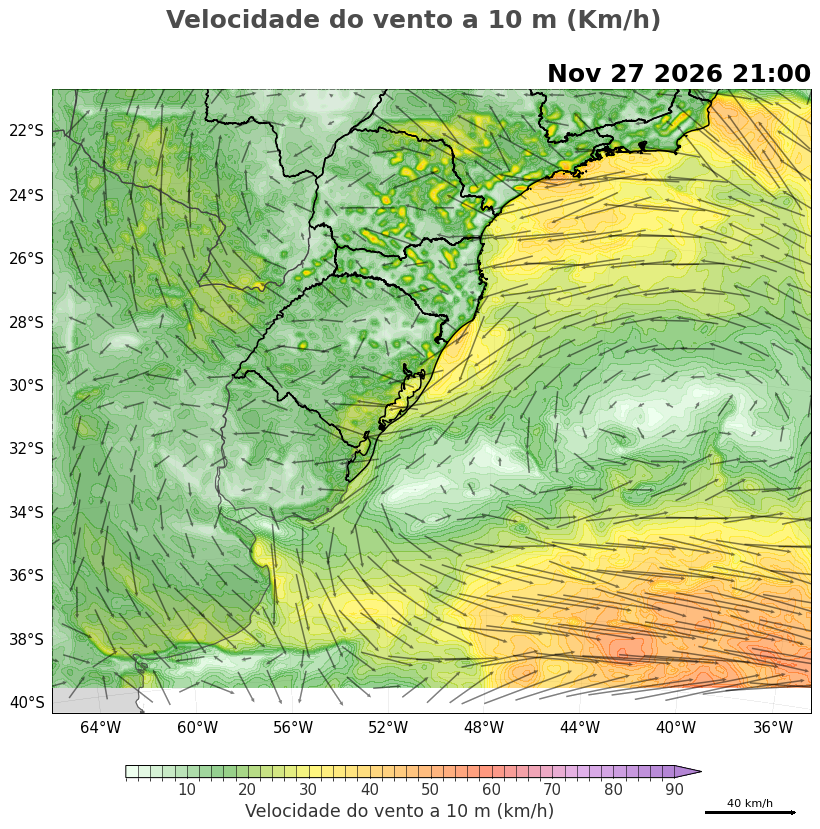 Velocidade do vento a 10 m (Km/h)
Nov 27 2026 21:00
22°S
24°S
26°S
28°S
30°S
32°S
34°S
36°S
38°S
40°S
64°W 60°W 56°W 52°W 48°W 44°W 40°W 36°W
10 20 30 40 50 60 70 80 90
Velocidade do vento a 10 m (km/h)
40 km/h